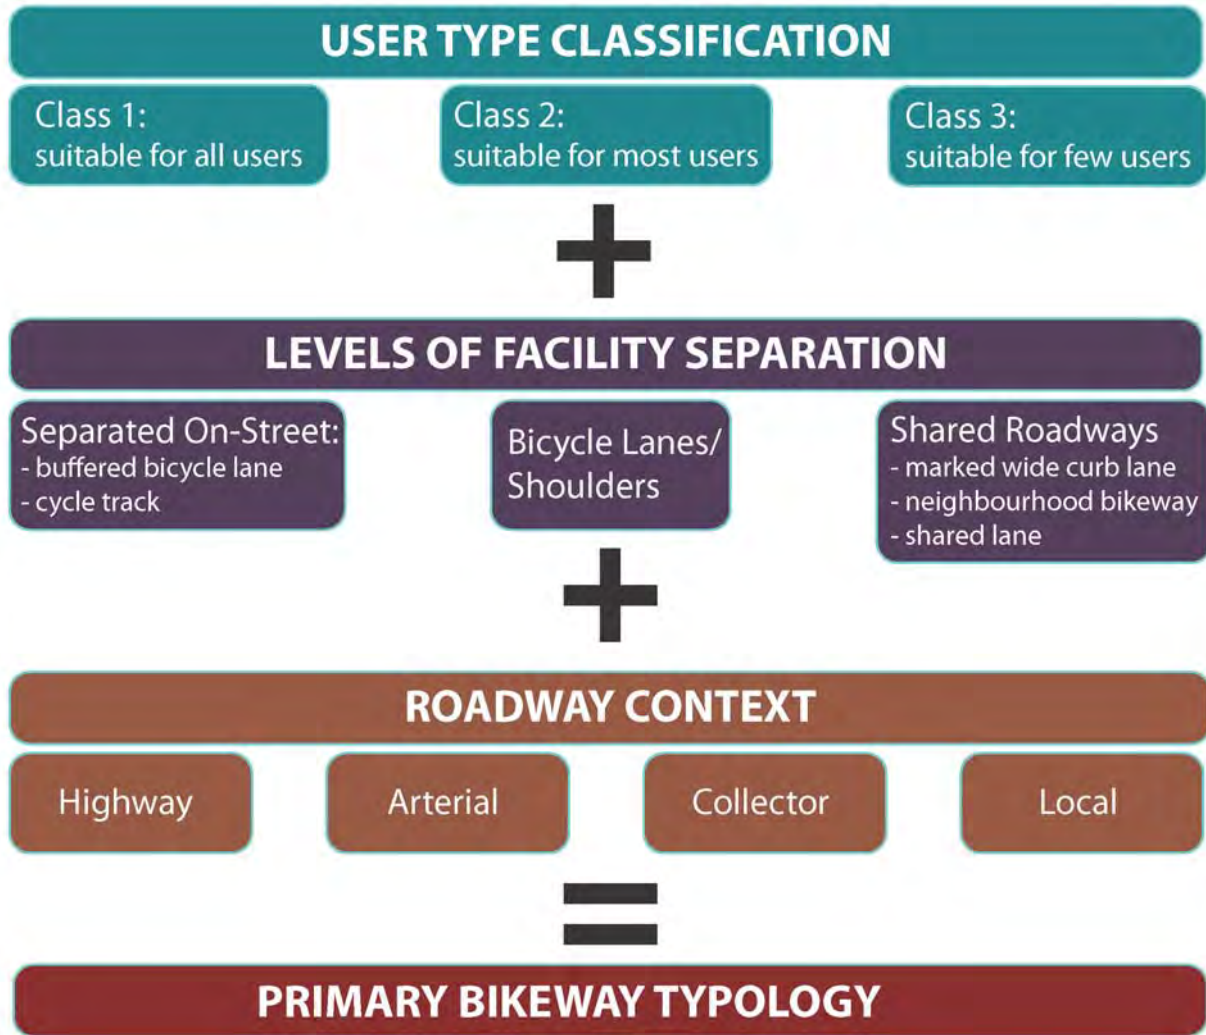 USER TYPE CLASSIFICATION
Class 1:
suitable for all users
Class 2:
suitable for most users
Class 3:
suitable for few users
+
LEVELS OF FACILITY SEPARATION
Separated On-Street:
- buffered bicycle lane
- cycle track
Bicycle Lanes/
Shoulders
Shared Roadways
- marked wide curb lane
- neighbourhood bikeway
- shared lane
+
ROADWAY CONTEXT
Highway
Arterial
Collector
Local
=
PRIMARY BIKEWAY TYPOLOGY